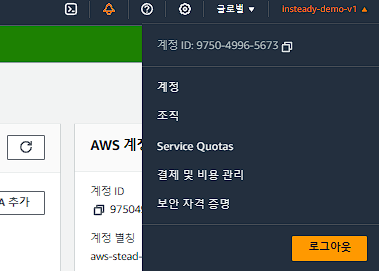 글로벌 ▼ insteady-demo-v1 ▲
계정 ID: 9750-4996-5673
계정
조직
Service Quotas
결제 및 비용 관리
보안 자격 증명
로그아웃
AWS 계정
추가
계정 ID
97504
계정 별칭
aws-stead